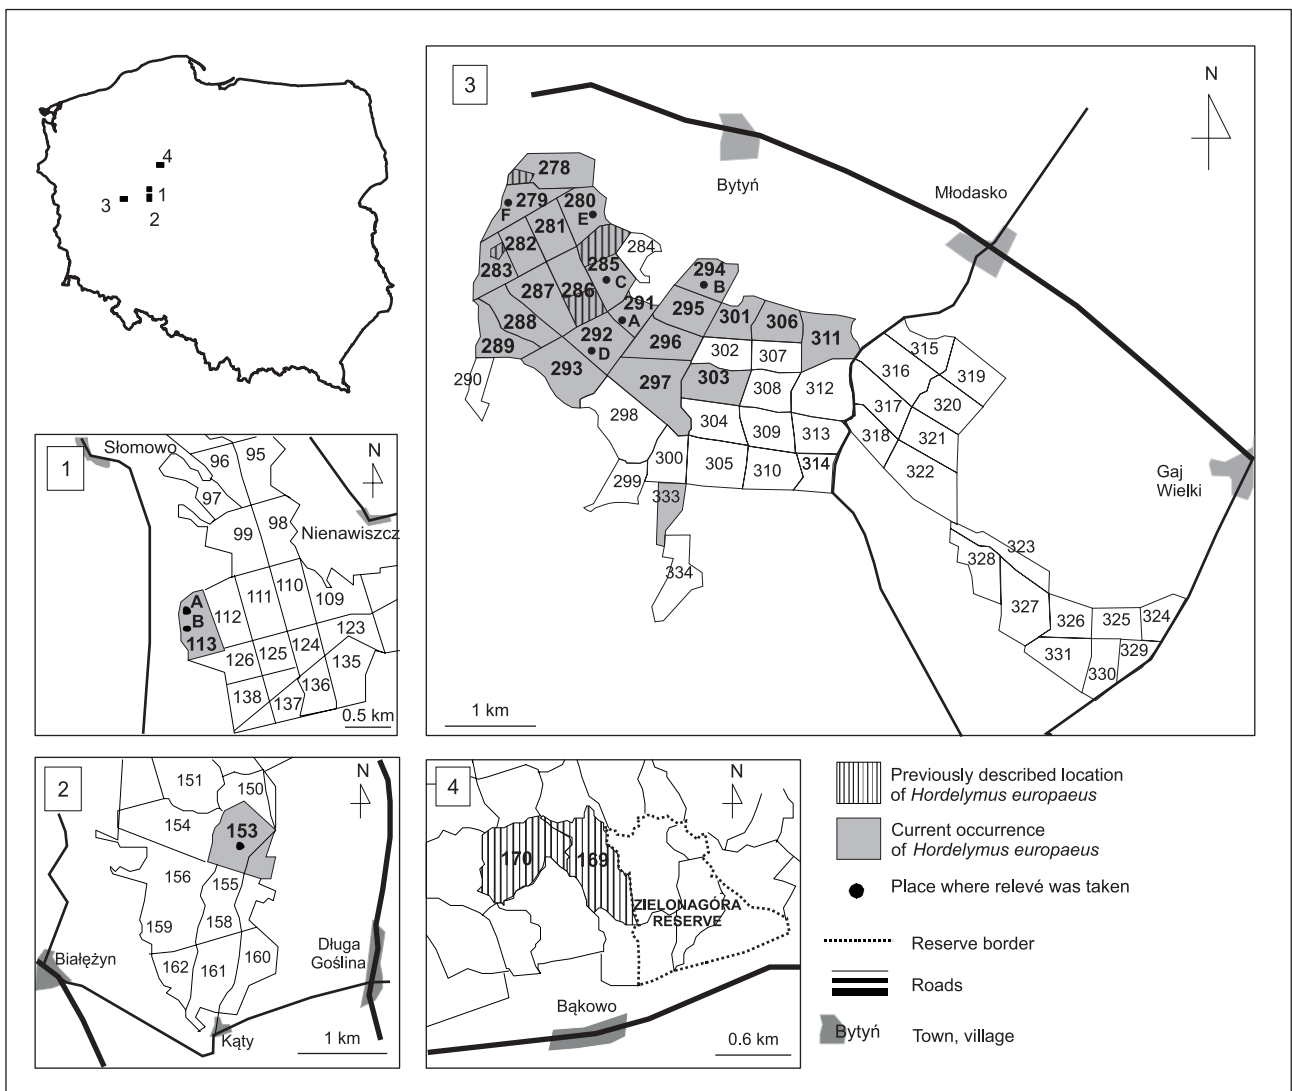 4
1
3
2
3
N
Bytyń
Młodasko
Gaj
Wielki
278
279
F
280
E
281
282
283
284
285
C
286
287
288
289
290
291
A
292
D
293
294
B
295
296
297
298
299
300
301
302
303
304
305
306
307
308
309
310
311
312
313
314
315
316
317
318
319
320
321
322
323
324
325
326
327
328
329
330
331
333
334
1 km
1
Słomowo
N
Nienawiszcz
95
96
97
98
99
109
110
111
112
A
B
113
123
124
125
126
135
136
137
138
0.5 km
2
N
151
150
154
153
156
155
159
158
160
162
161
Białężyn
Długa
Goślina
Kąty
1 km
4
N
170
169
ZIELONAGÓRA
RESERVE
Bąkowo
0.6 km
Previously described location
of Hordelymus europaeus
Current occurrence
of Hordelymus europaeus
Place where relevé was taken
Reserve border
Roads
Bytyń
Town, village